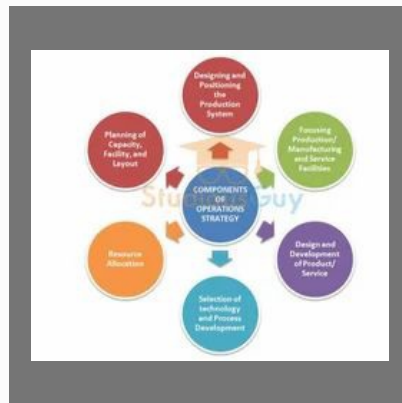 Designing and
Positioning
the
Production
System
Planning of
Capacity,
Facility, and
Layout
Focusing
Production/
Manufacturing
and Service
Facilities
COMPONENTS
OF
OPERATIONS
STRATEGY
StudiousGuy
Resource
Allocation
Design and
Development
of Product/
Service
Selection of
technology
and Process
Development